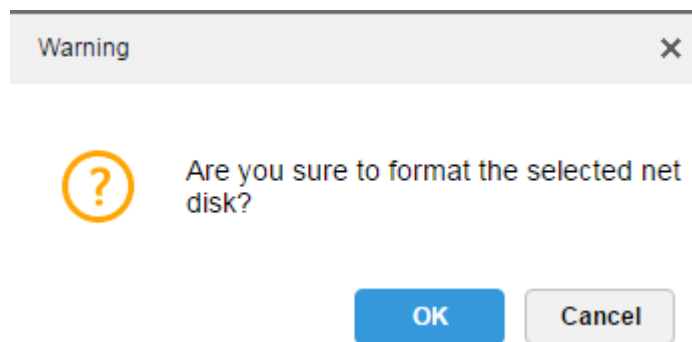 Warning
Are you sure to format the selected net
disk?
OK
Cancel